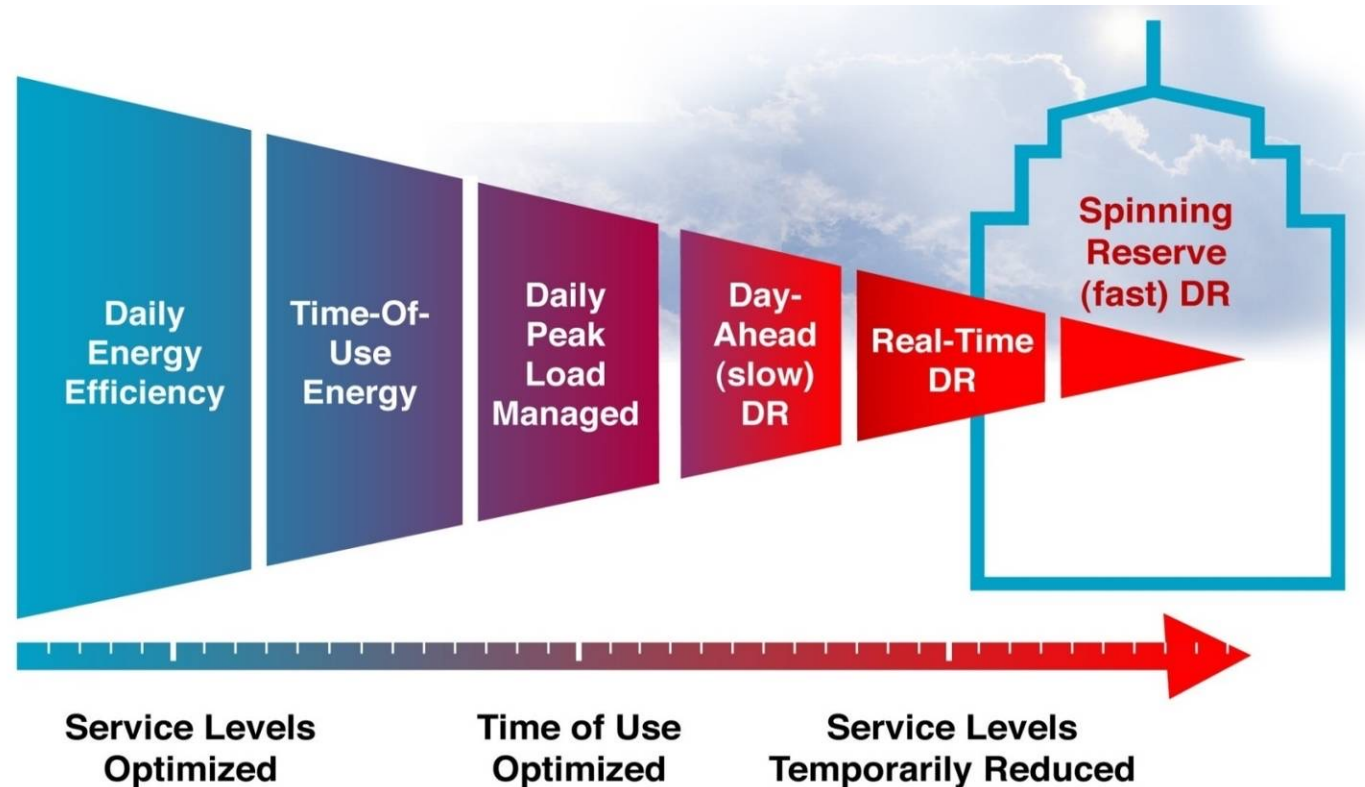 Daily
Energy
Efficiency
Time-Of-
Use
Energy
Daily
Peak
Load
Managed
Day-
Ahead
(slow)
DR
Real-Time
DR
Spinning
Reserve
(fast) DR
Service Levels
Optimized
Time of Use
Optimized
Service Levels
Temporarily Reduced